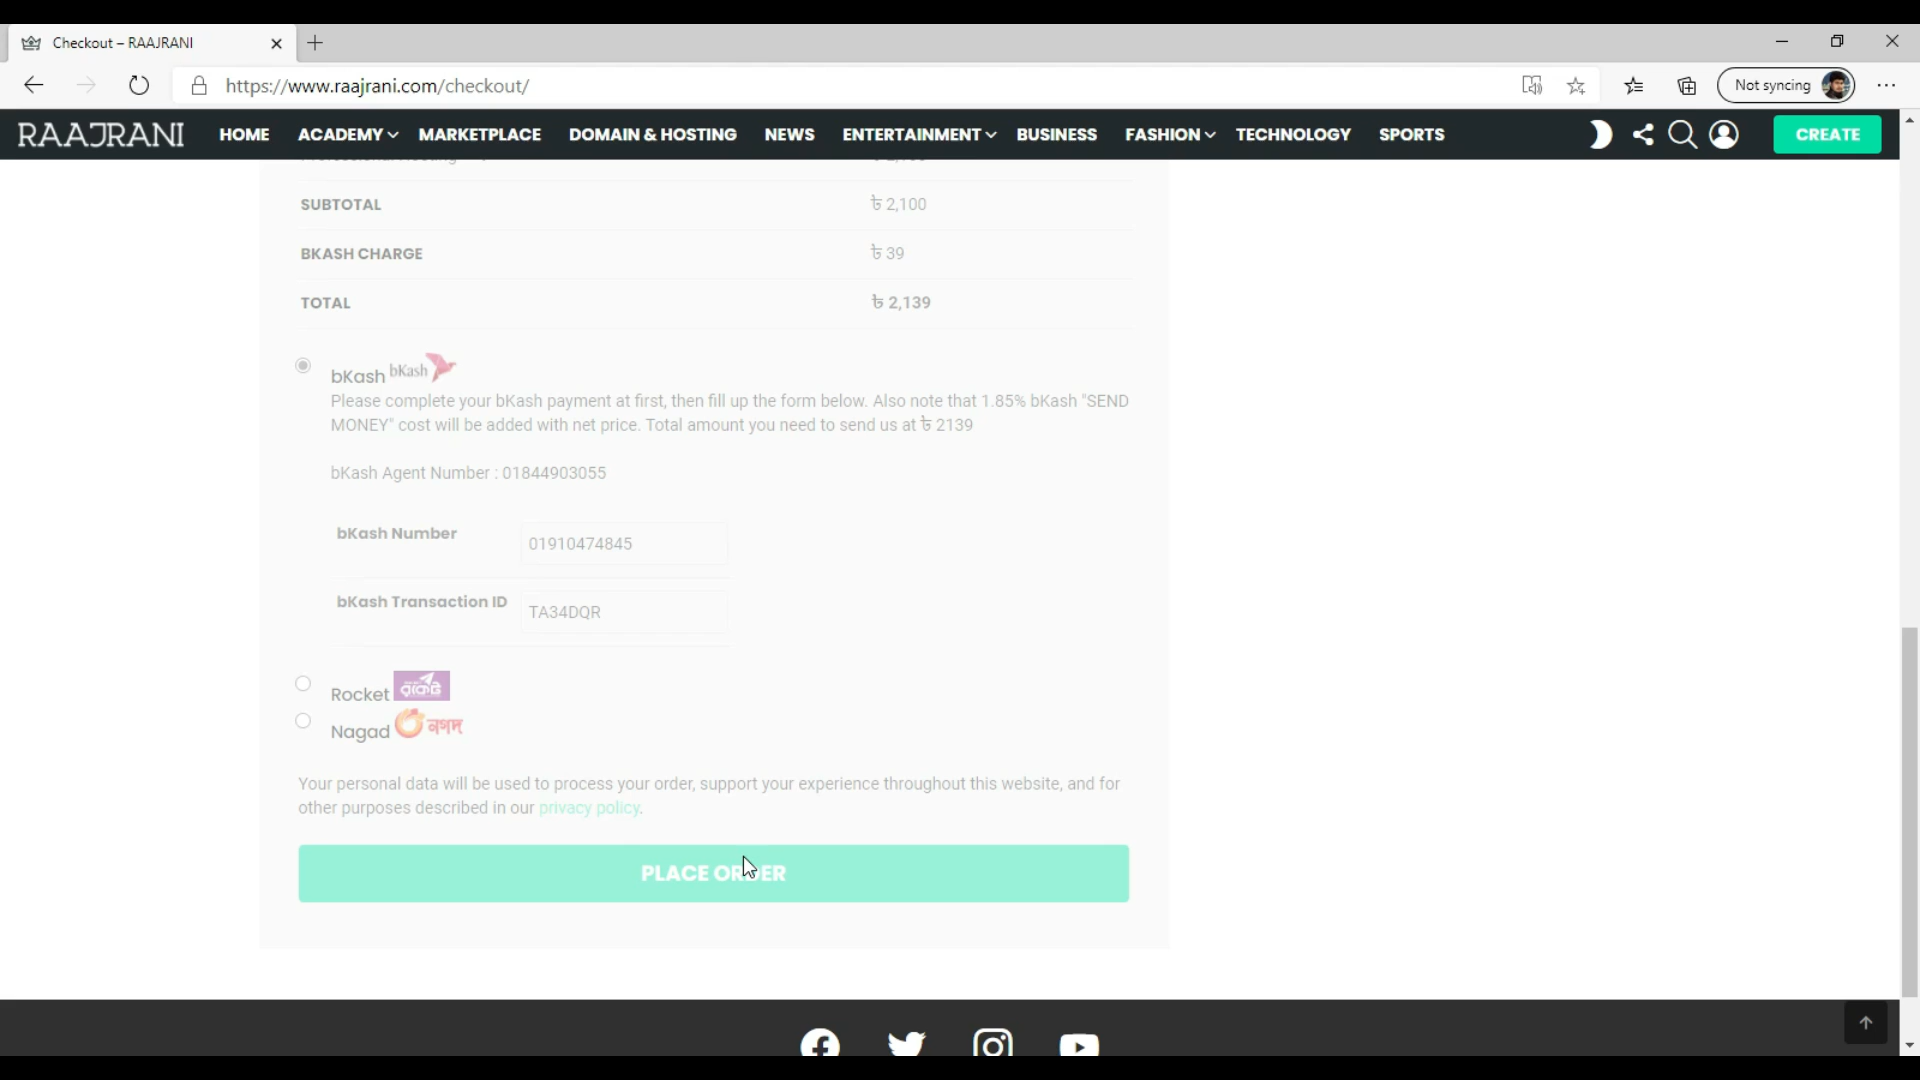 Checkout – RAAJRANI
https://www.raajrani.com/checkout/
Not syncing
RAAJRANI HOME ACADEMY MARKETPLACE DOMAIN & HOSTING NEWS ENTERTAINMENT BUSINESS FASHION TECHNOLOGY SPORTS CREATE
SUBTOTAL ৳ 2,100
BKASH CHARGE ৳ 39
TOTAL ৳ 2,139
bKash bKash
Please complete your bKash payment at first, then fill up the form below. Also note that 1.85% bKash "SEND
MONEY" cost will be added with net price. Total amount you need to send us at ৳ 2139
bKash Agent Number : 01844903055
bKash Number 01910474845
bKash Transaction ID TA34DQR
Rocket রকেট
Nagad নগদ
Your personal data will be used to process your order, support your experience throughout this website, and for
other purposes described in our privacy policy.
PLACE ORDER